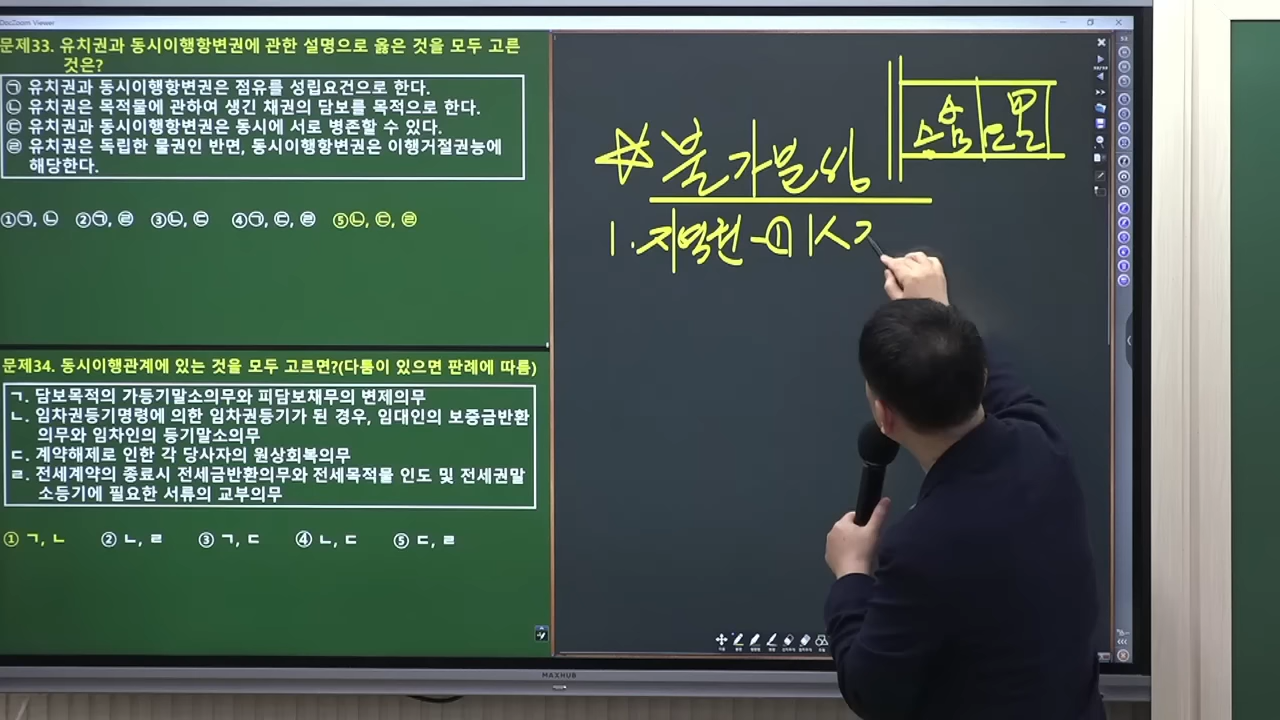 DocZoom Viewer
문제33. 유치권과 동시이행항변권에 관한 설명으로 옳은 것을 모두 고른
것은?
㉠ 유치권과 동시이행항변권은 점유를 성립요건으로 한다.
㉡ 유치권은 목적물에 관하여 생긴 채권의 담보를 목적으로 한다.
㉢ 유치권과 동시이행항변권은 동시에 서로 병존할 수 있다.
㉣ 유치권은 독립한 물권인 반면, 동시이행항변권은 이행거절권능에
해당한다.
①㉠, ㉡ ②㉠, ㉣ ③㉡, ㉢ ④㉠, ㉢, ㉣ ⑤㉡, ㉢, ㉣
문제34. 동시이행관계에 있는 것을 모두 고르면?(다툼이 있으면 판례에 따름)
ㄱ. 담보목적의 가등기말소의무와 피담보채무의 변제의무
ㄴ. 임차권등기명령에 의한 임차권등기가 된 경우, 임대인의 보증금반환
의무와 임차인의 등기말소의무
ㄷ. 계약해제로 인한 각 당사자의 원상회복의무
ㄹ. 전세계약의 종료시 전세금반환의무와 전세목적물 인도 및 전세권말
소등기에 필요한 서류의 교부의무
① ㄱ, ㄴ ② ㄴ, ㄹ ③ ㄱ, ㄷ ④ ㄴ, ㄷ ⑤ ㄷ, ㄹ
불가분성
1. 지역권 - ① 1人
MAXHUB